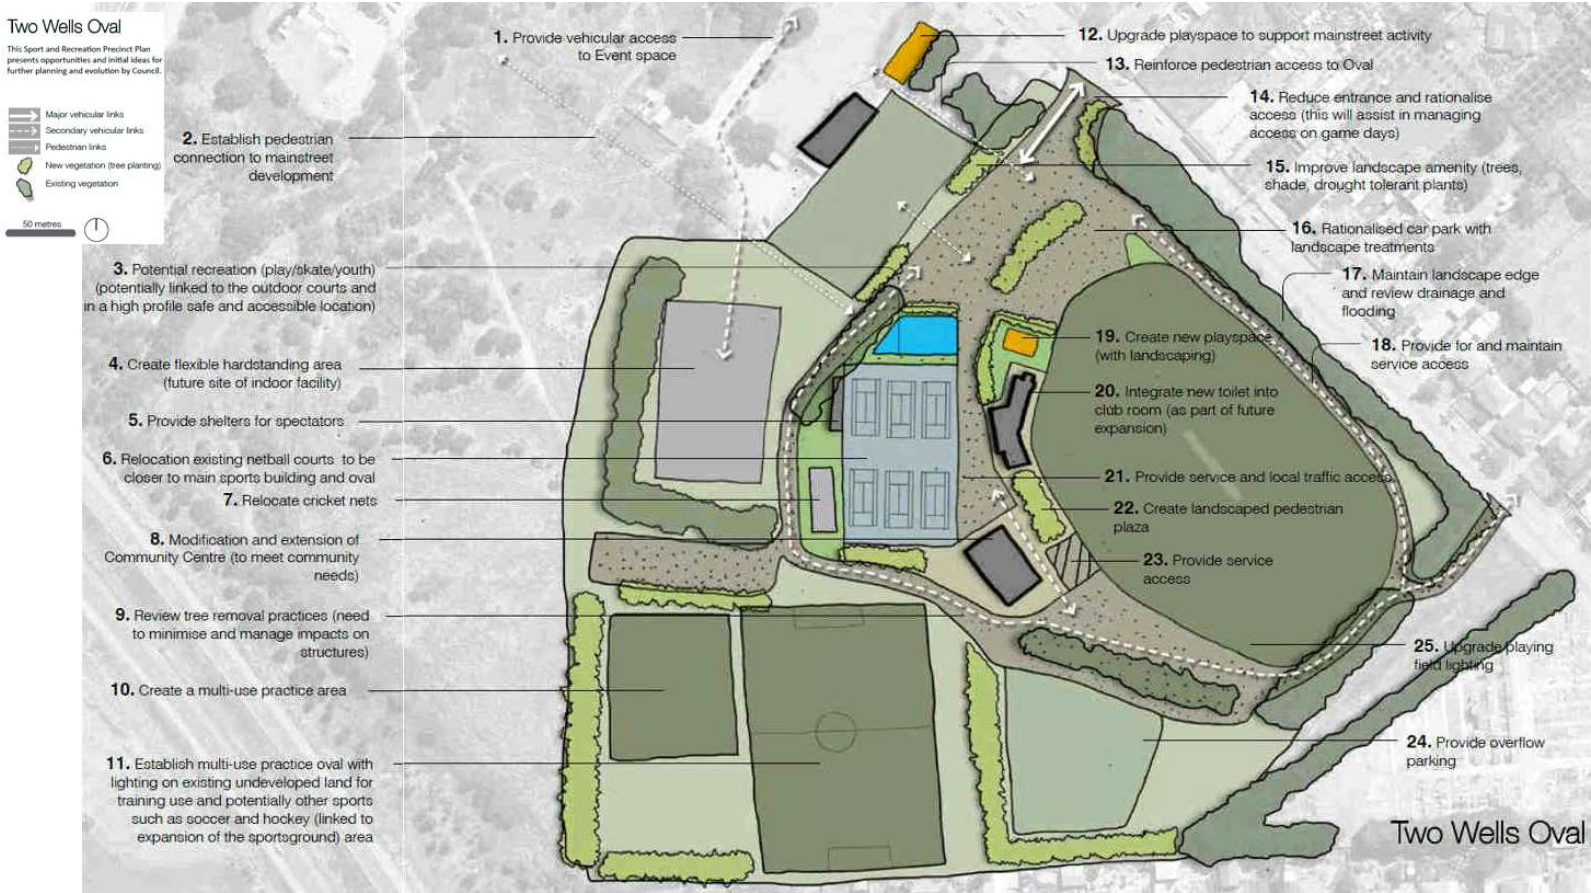 Two Wells Oval
This Sport and Recreation Precinct Plan
presents opportunities and initial ideas for
further planning and evolution by Council.
Major vehicular links
Secondary vehicular links
Pedestrian links
New vegetation (tree planting)
Existing vegetation
50 metres
1. Provide vehicular access
to Event space
2. Establish pedestrian
connection to mainstreet
development
3. Potential recreation (play/skate/youth)
(potentially linked to the outdoor courts and
in a high profile safe and accessible location)
4. Create flexible hardstanding area
(future site of indoor facility)
5. Provide shelters for spectators
6. Relocation existing netball courts to be
closer to main sports building and oval
7. Relocate cricket nets
8. Modification and extension of
Community Centre (to meet community
needs)
9. Review tree removal practices (need
to minimise and manage impacts on
structures)
10. Create a multi-use practice area
11. Establish multi-use practice oval with
lighting on existing undeveloped land for
training use and potentially other sports
such as soccer and hockey (linked to
expansion of the sportsground) area
12. Upgrade playspace to support mainstreet activity
13. Reinforce pedestrian access to Oval
14. Reduce entrance and rationalise
access (this will assist in managing
access on game days)
15. Improve landscape amenity (trees,
shade, drought tolerant plants)
16. Rationalised car park with
landscape treatments
17. Maintain landscape edge
and review drainage and
flooding
18. Provide for and maintain
service access
19. Create new playspace
(with landscaping)
20. Integrate new toilet into
club room (as part of future
expansion)
21. Provide service and local traffic access
22. Create landscaped pedestrian
plaza
23. Provide service
access
25. Upgrade playing
field lighting
24. Provide overflow
parking
Two Wells Oval